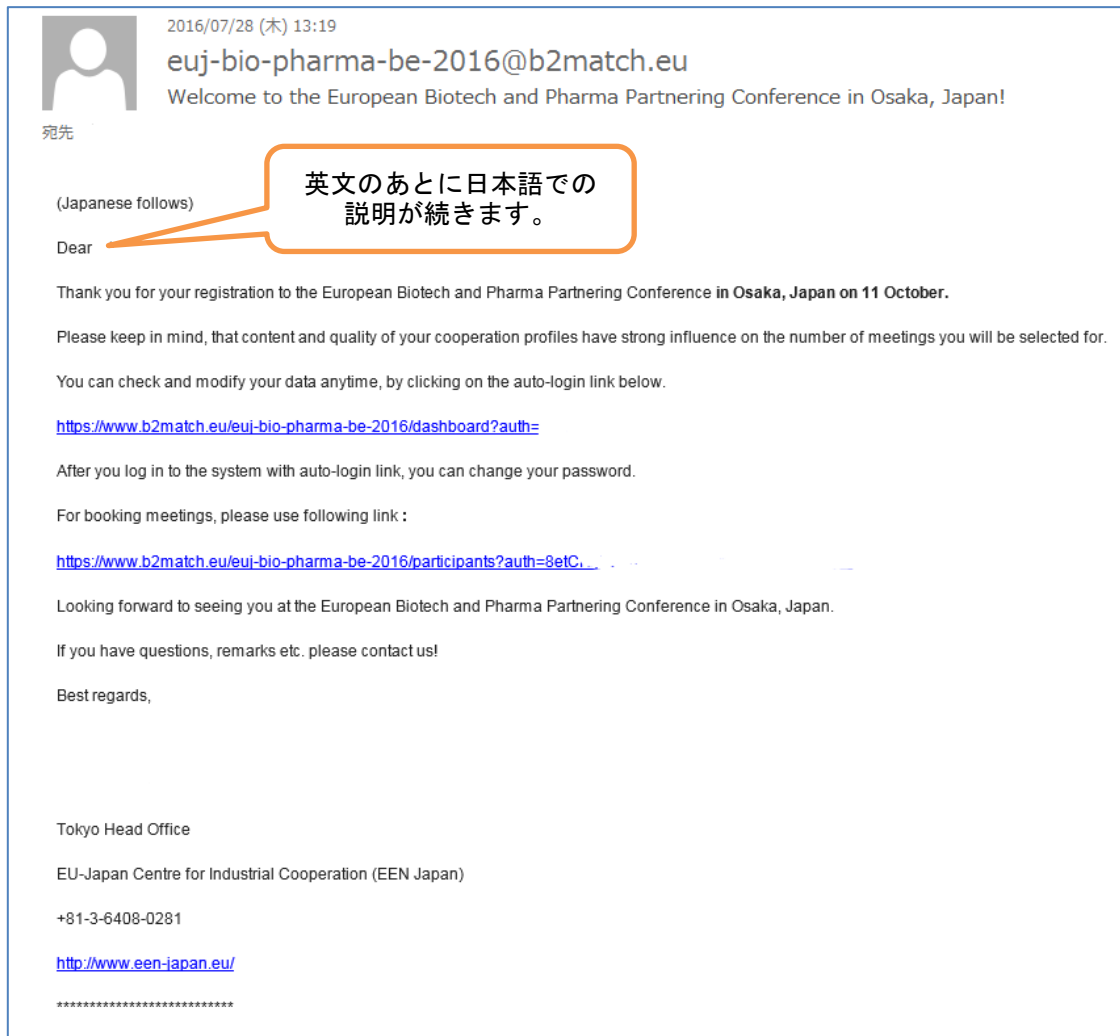 2016/07/28 (木) 13:19
euj-bio-pharma-be-2016@b2match.eu
Welcome to the European Biotech and Pharma Partnering Conference in Osaka, Japan!
宛先
英文のあとに日本語での
説明が続きます。
(Japanese follows)
Dear
Thank you for your registration to the European Biotech and Pharma Partnering Conference in Osaka, Japan on 11 October.
Please keep in mind, that content and quality of your cooperation profiles have strong influence on the number of meetings you will be selected for.
You can check and modify your data anytime, by clicking on the auto-login link below.
https://www.b2match.eu/euj-bio-pharma-be-2016/dashboard?auth=
After you log in to the system with auto-login link, you can change your password.
For booking meetings, please use following link :
https://www.b2match.eu/euj-bio-pharma-be-2016/participants?auth=8etC
Looking forward to seeing you at the European Biotech and Pharma Partnering Conference in Osaka, Japan.
If you have questions, remarks etc. please contact us!
Best regards,
Tokyo Head Office
EU-Japan Centre for Industrial Cooperation (EEN Japan)
+81-3-6408-0281
http://www.een-japan.eu/
***************************